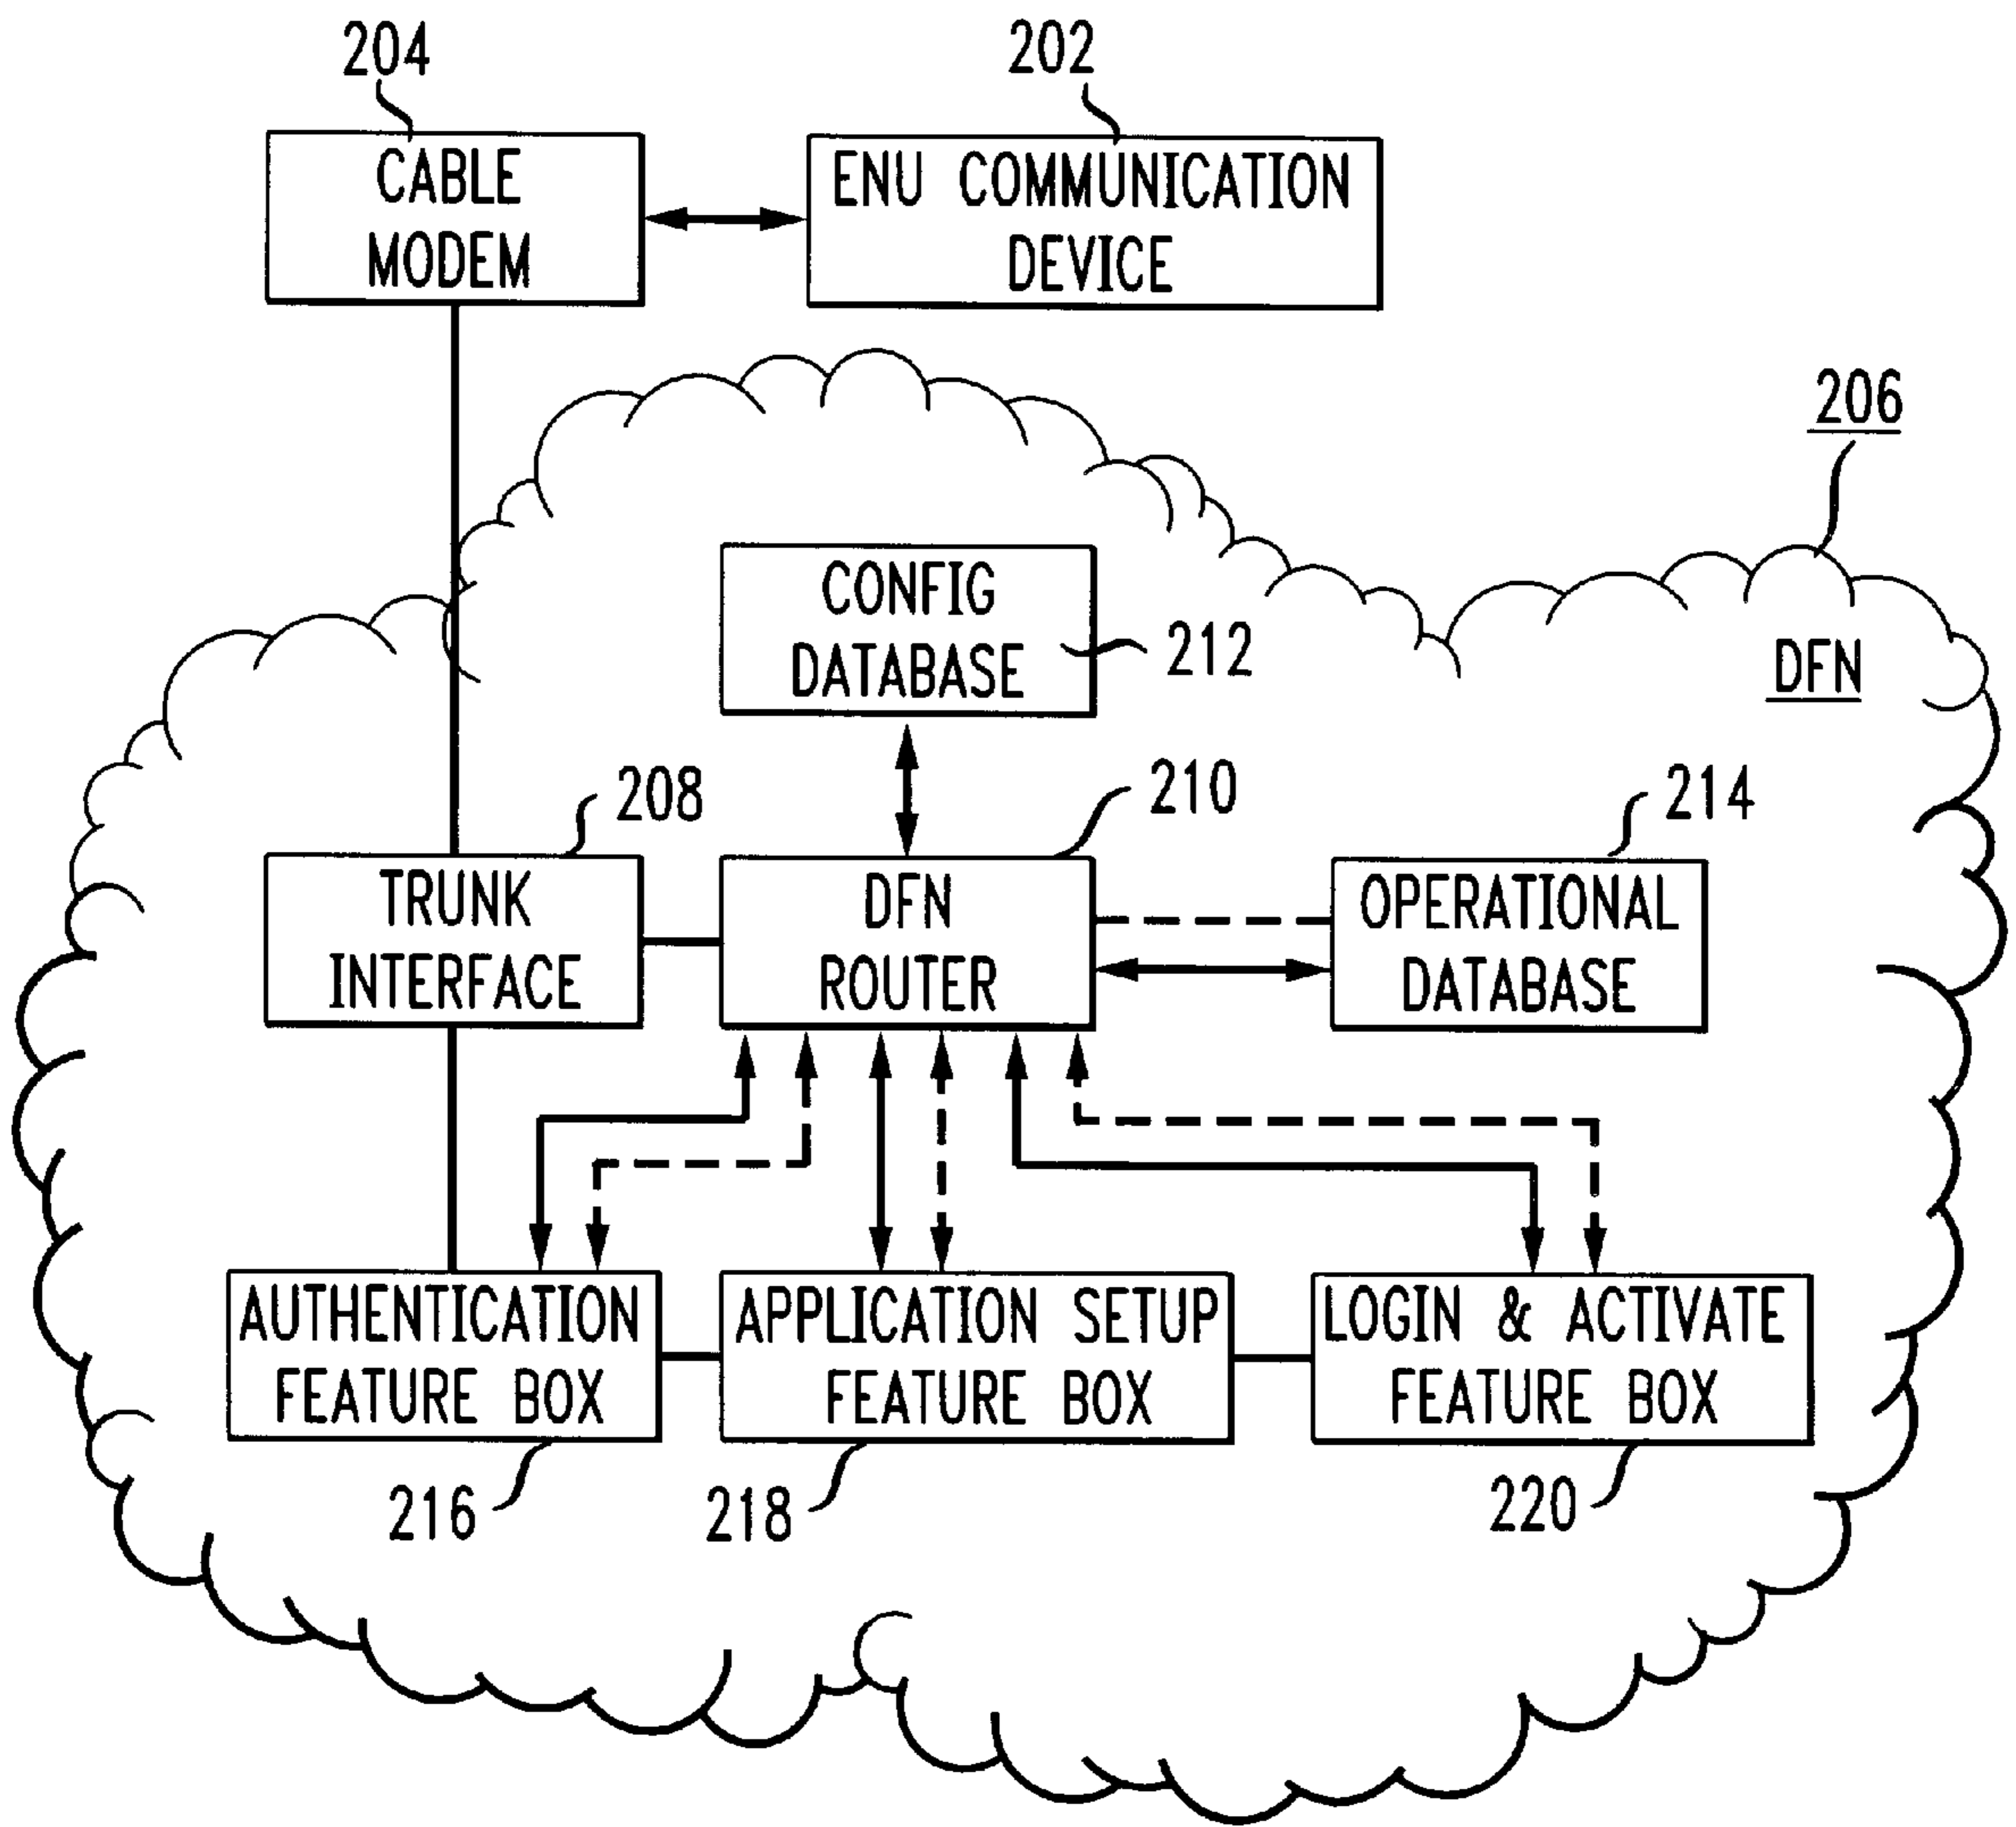 204
202
CABLE
MODEM
ENU COMMUNICATION
DEVICE
206
DFN
CONFIG
DATABASE
212
208
210
214
TRUNK
INTERFACE
DFN
ROUTER
OPERATIONAL
DATABASE
AUTHENTICATION
FEATURE BOX
APPLICATION SETUP
FEATURE BOX
LOGIN & ACTIVATE
FEATURE BOX
216
218
220